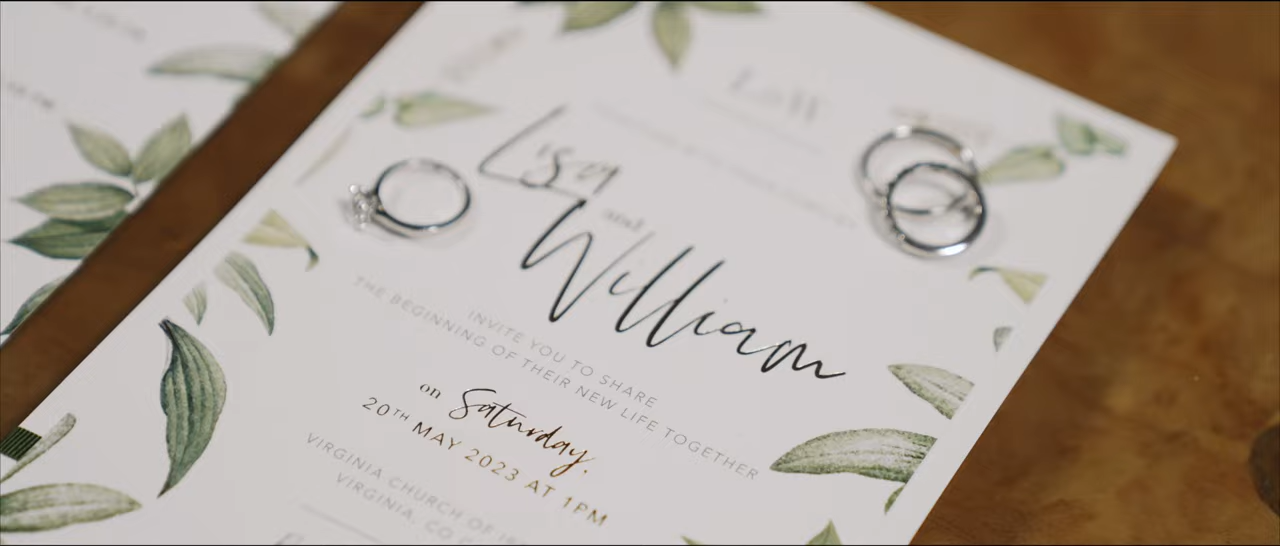 L & W
Lisa
and
William
INVITE YOU TO SHARE
THE BEGINNING OF THEIR NEW LIFE TOGETHER
on Saturday,
20TH MAY 2023 AT 1PM
VIRGINIA CHURCH OF
VIRGINIA, CO